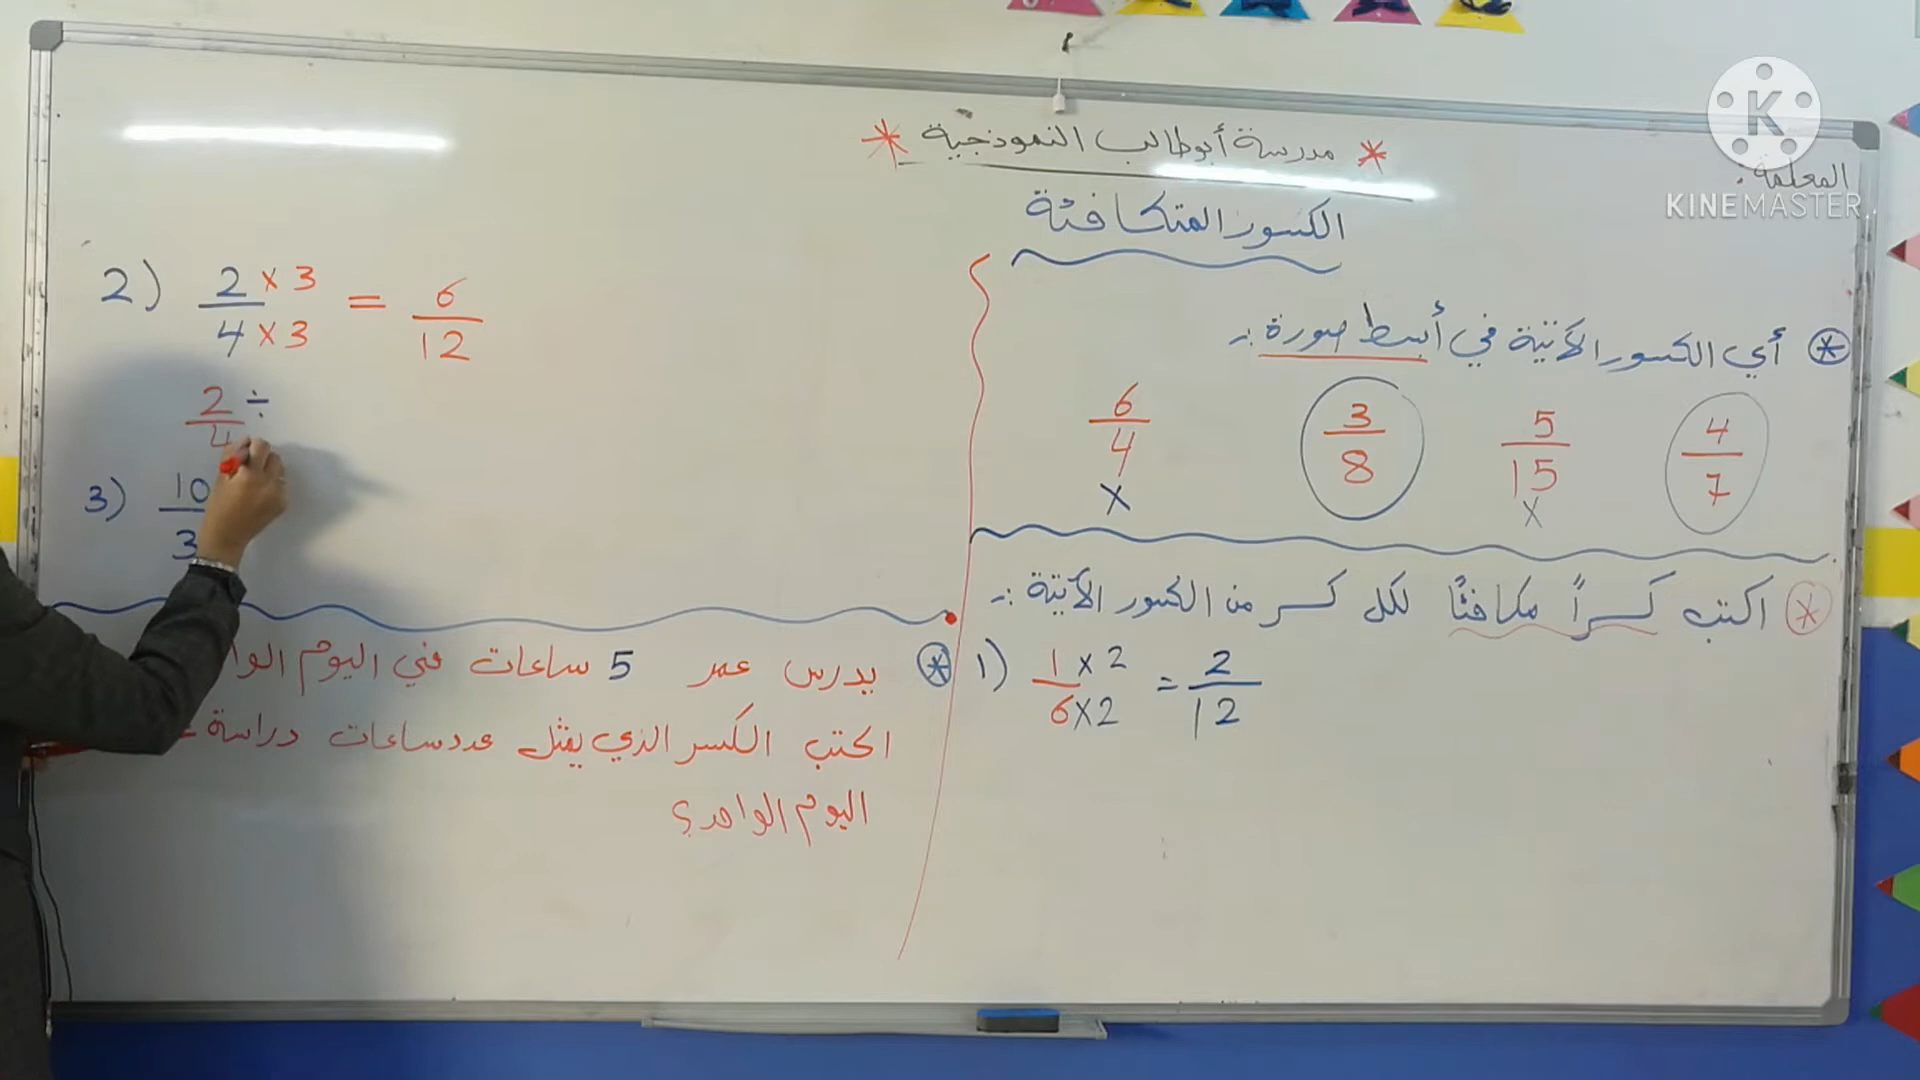 * مدرسة أبو طالب النموذجية *
المعلمة.
K
KINEMASTER
الكسور المتكافئة
* أي الكسور الآتية في أبسط صورة :-
4/7 5/15 3/8 6/4
x x
* اكتب كسراً مكافئاً لكل كسر من الكسور الآتية :-
1) 1/6 x 2/x 2 = 2/12
2) 2/4 x 3/x 3 = 6/12
2/4 ÷
3) 10/3
* يدرس عمر 5 ساعات في اليوم
اكتب الكسر الذي يمثل عدد ساعات دراسة
اليوم الواحد؟